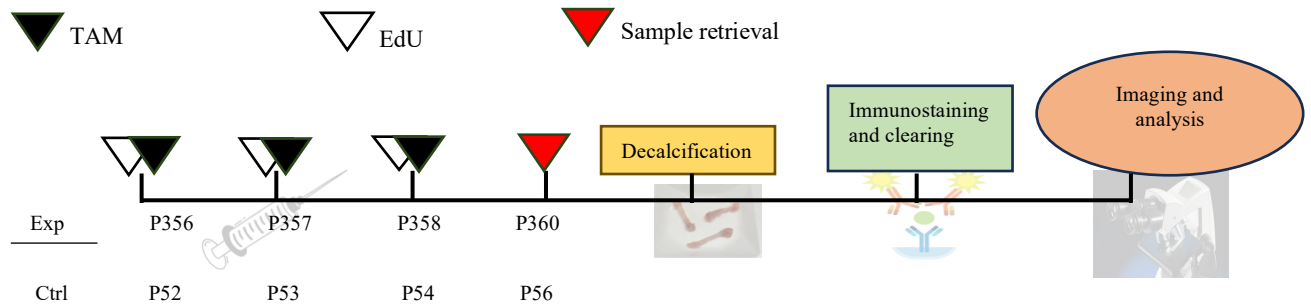 TAM
EdU
Sample retrieval
Decalcification
Immunostaining
and clearing
Imaging and
analysis
Exp P356 P357 P358 P360
Ctrl P52 P53 P54 P56